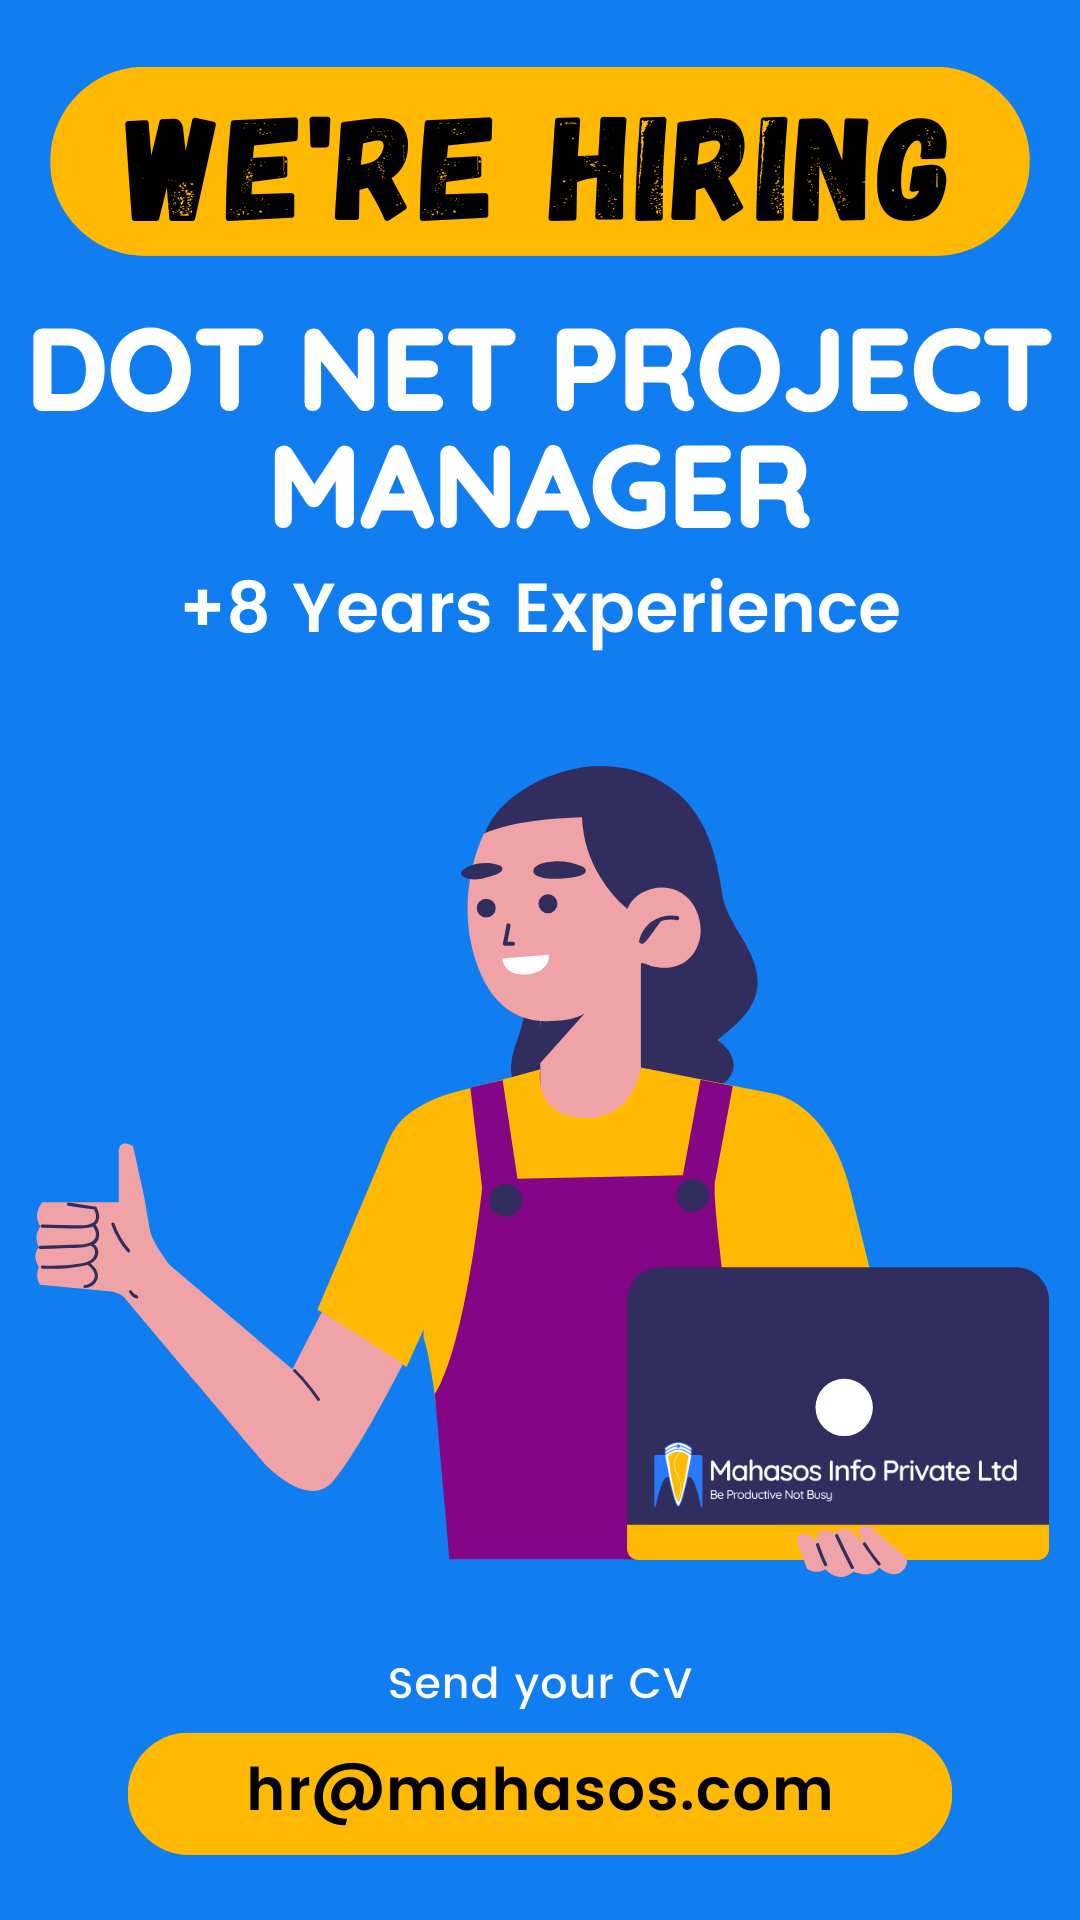 WE'RE HIRING
DOT NET PROJECT
MANAGER
+8 Years Experience
Mahasos Info Private Ltd
Be Productive Not Busy
Send your CV
hr@mahasos.com